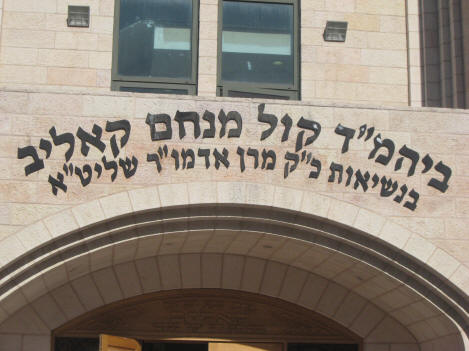 ביהמ"ד קול מנחם קאליב
בנשיאות כ"ק מרן אדמו"ר שליט"א